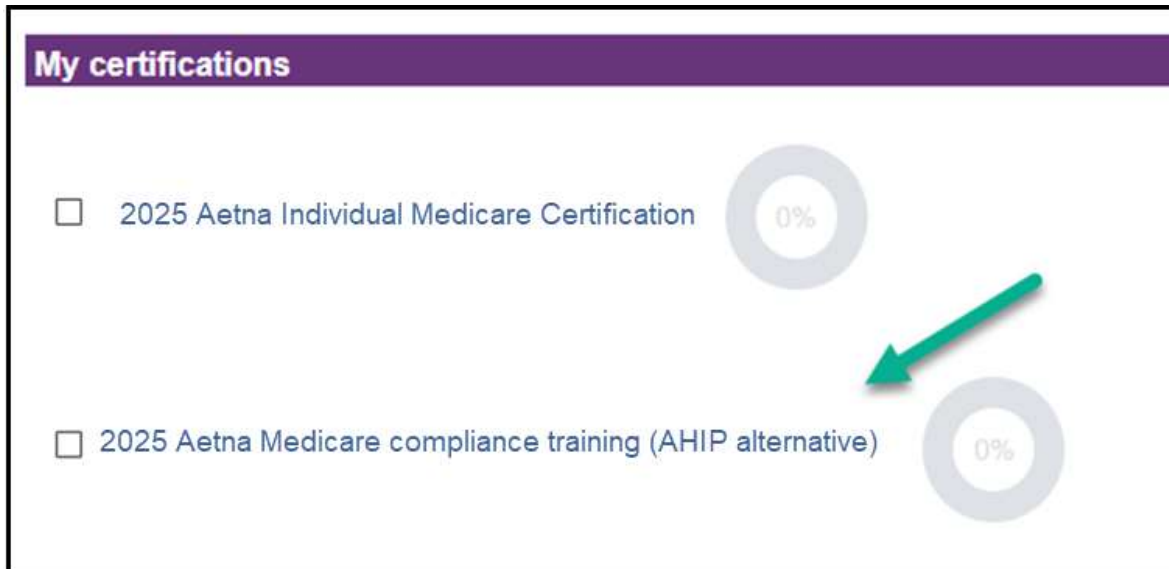 My certifications
2025 Aetna Individual Medicare Certification
0%
2025 Aetna Medicare compliance training (AHIP alternative)
0%